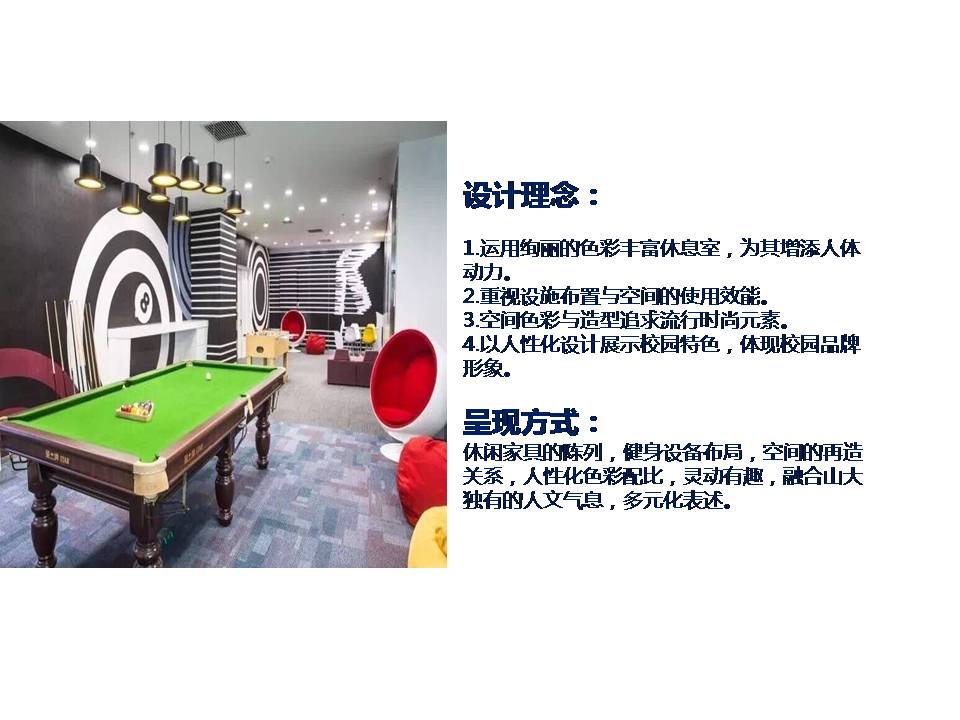 设计理念：
1.运用绚丽的色彩丰富休息室，为其增添人体
动力。
2.重视设施布置与空间的使用效能。
3.空间色彩与造型追求流行时尚元素。
4.以人性化设计展示校园特色，体现校园品牌
形象。
呈现方式：
休闲家具的陈列，健身设备布局，空间的再造
关系，人性化色彩配比，灵动有趣，融合山大
独有的人文气息，多元化表述。
8